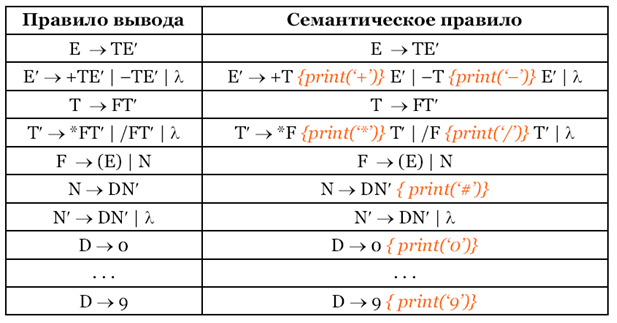 Правило вывода Семантическое правило
E → TE′ E → TE′
E′ → +TE′ | −TE′ | λ E′ → +T {print(‘+’)} E′ | −T {print(‘−’)} E′ | λ
T → FT′ T → FT′
T′ → *FT′ | /FT′ | λ T′ → *F {print(‘*’)} T′ | /F {print(‘/’)} T′ | λ
F → (E) | N F → (E) | N
N → DN′ N → DN′ { print(‘#’)}
N′ → DN′ | λ N′ → DN′ | λ
D → 0 D → 0 { print(‘0’)}
. . . . . .
D → 9 D → 9 { print(‘9’)}